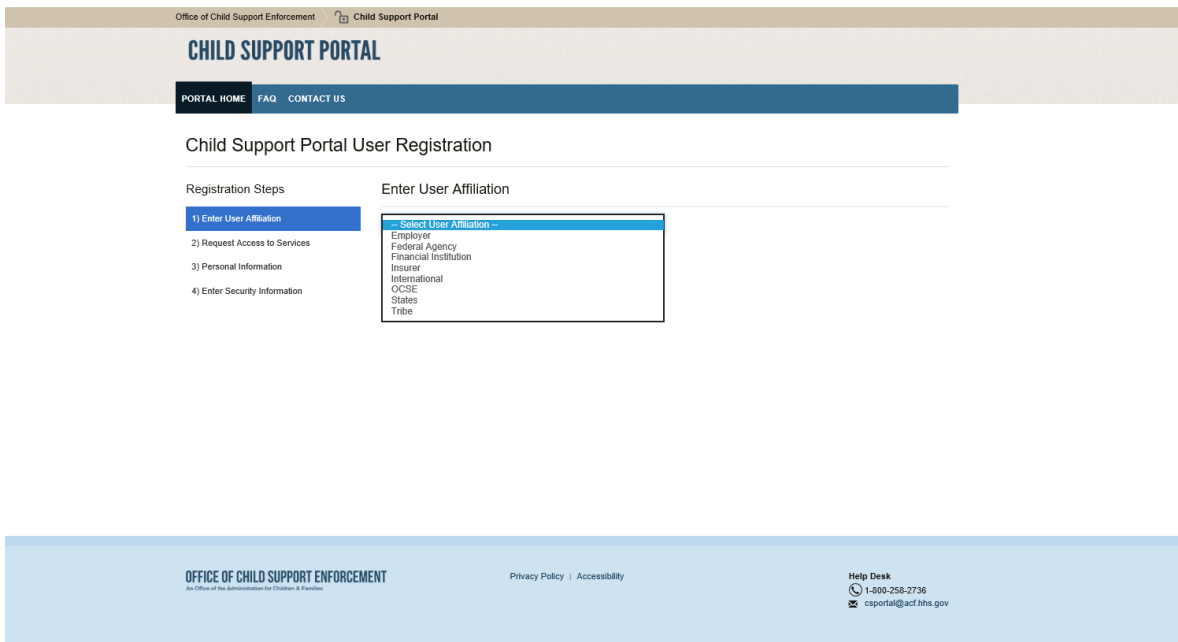 Office of Child Support Enforcement
Child Support Portal
CHILD SUPPORT PORTAL
PORTAL HOME FAQ CONTACT US
Child Support Portal User Registration
Registration Steps
1) Enter User Affiliation
2) Request Access to Services
3) Personal Information
4) Enter Security Information
Enter User Affiliation
-- Select User Affiliation --
Employer
Federal Agency
Financial Institution
Insurer
International
OCSE
States
Tribe
OFFICE OF CHILD SUPPORT ENFORCEMENT
An Office of the Administration for Children & Families
Privacy Policy | Accessibility
Help Desk
1-800-258-2736
csportal@acf.hhs.gov